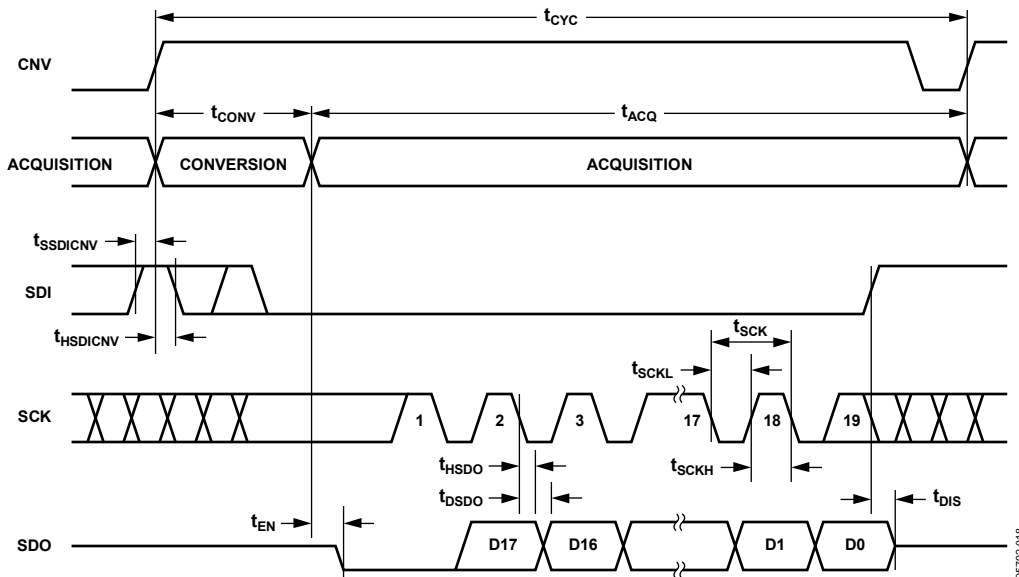 tCYC
CNV
tCONV
tACQ
ACQUISITION
CONVERSION
ACQUISITION
tSSDICNV
SDI
tHSDICNV
tSCK
tSCKL
SCK
1
2
3
17
18
19
tHSDO
tSCKH
tDSDO
tEN
tDIS
SDO
D17
D16
D1
D0